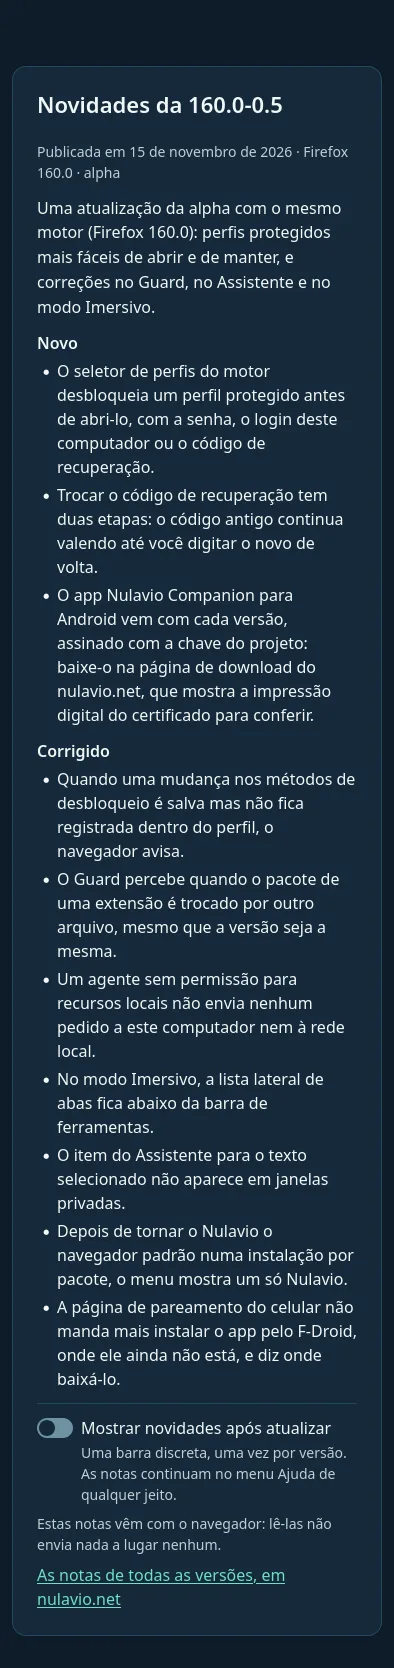 Novidades da 160.0-0.5
Publicada em 15 de novembro de 2026 · Firefox
160.0 · alpha
Uma atualização da alpha com o mesmo
motor (Firefox 160.0): perfis protegidos
mais fáceis de abrir e de manter, e
correções no Guard, no Assistente e no
modo Imersivo.
Novo
• O seletor de perfis do motor
desbloqueia um perfil protegido antes
de abri-lo, com a senha, o login deste
computador ou o código de
recuperação.
• Trocar o código de recuperação tem
duas etapas: o código antigo continua
valendo até você digitar o novo de
volta.
• O app Nulavio Companion para
Android vem com cada versão,
assinado com a chave do projeto:
baixe-o na página de download do
nulavio.net, que mostra a impressão
digital do certificado para conferir.
Corrigido
• Quando uma mudança nos métodos de
desbloqueio é salva mas não fica
registrada dentro do perfil, o
navegador avisa.
• O Guard percebe quando o pacote de
uma extensão é trocado por outro
arquivo, mesmo que a versão seja a
mesma.
• Um agente sem permissão para
recursos locais não envia nenhum
pedido a este computador nem à rede
local.
• No modo Imersivo, a lista lateral de
abas fica abaixo da barra de
ferramentas.
• O item do Assistente para o texto
selecionado não aparece em janelas
privadas.
• Depois de tornar o Nulavio o
navegador padrão numa instalação por
pacote, o menu mostra um só Nulavio.
• A página de pareamento do celular não
manda mais instalar o app pelo F-Droid,
onde ele ainda não está, e diz onde
baixá-lo.
Mostrar novidades após atualizar
Uma barra discreta, uma vez por versão.
As notas continuam no menu Ajuda de
qualquer jeito.
Estas notas vêm com o navegador: lê-las não
envia nada a lugar nenhum.
As notas de todas as versões, em
nulavio.net